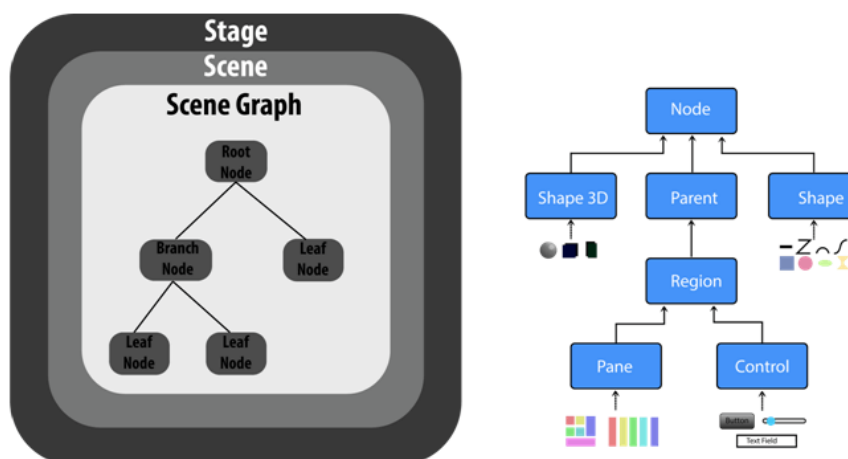 Stage
Scene
Scene Graph
Root
Node
Branch
Node
Leaf
Node
Leaf
Node
Leaf
Node
Node
Shape 3D
Parent
Shape
Region
Pane
Control
Button
Text Field